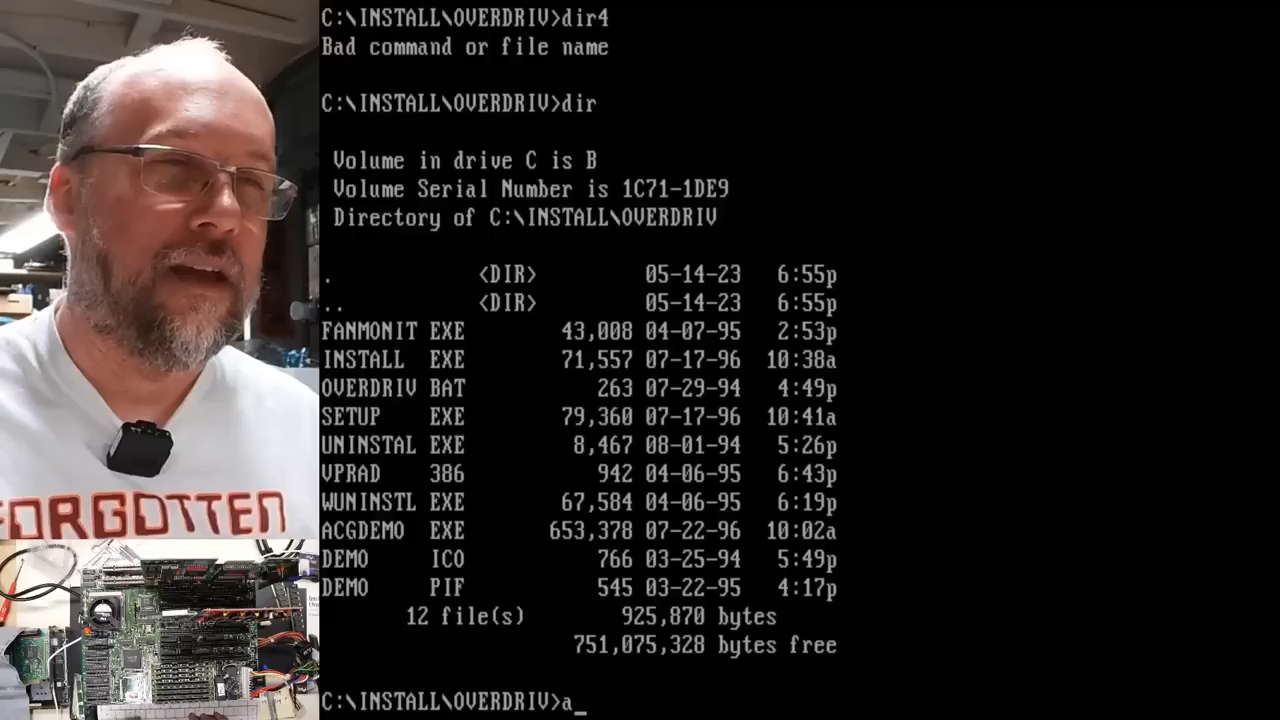 C:\INSTALL\OVERDRIV>dir4
Bad command or file name
C:\INSTALL\OVERDRIV>dir
Volume in drive C is B
Volume Serial Number is 1C71-1DE9
Directory of C:\INSTALL\OVERDRIV
. <DIR> 05-14-23 6:55p
.. <DIR> 05-14-23 6:55p
FANMONIT EXE 43,008 04-07-95 2:53p
INSTALL EXE 71,557 07-17-96 10:38a
OVERDRIV BAT 263 07-29-94 4:49p
SETUP EXE 79,360 07-17-96 10:41a
UNINSTAL EXE 8,467 08-01-94 5:26p
VPRAD 386 942 04-06-95 6:43p
WUNINSTL EXE 67,584 04-06-95 6:19p
ACGDEMO EXE 653,378 07-22-96 10:02a
DEMO ICO 766 03-25-94 5:49p
DEMO PIF 545 03-22-95 4:17p
12 file(s) 925,870 bytes
751,075,328 bytes free
C:\INSTALL\OVERDRIV>a_
FORGOTTEN